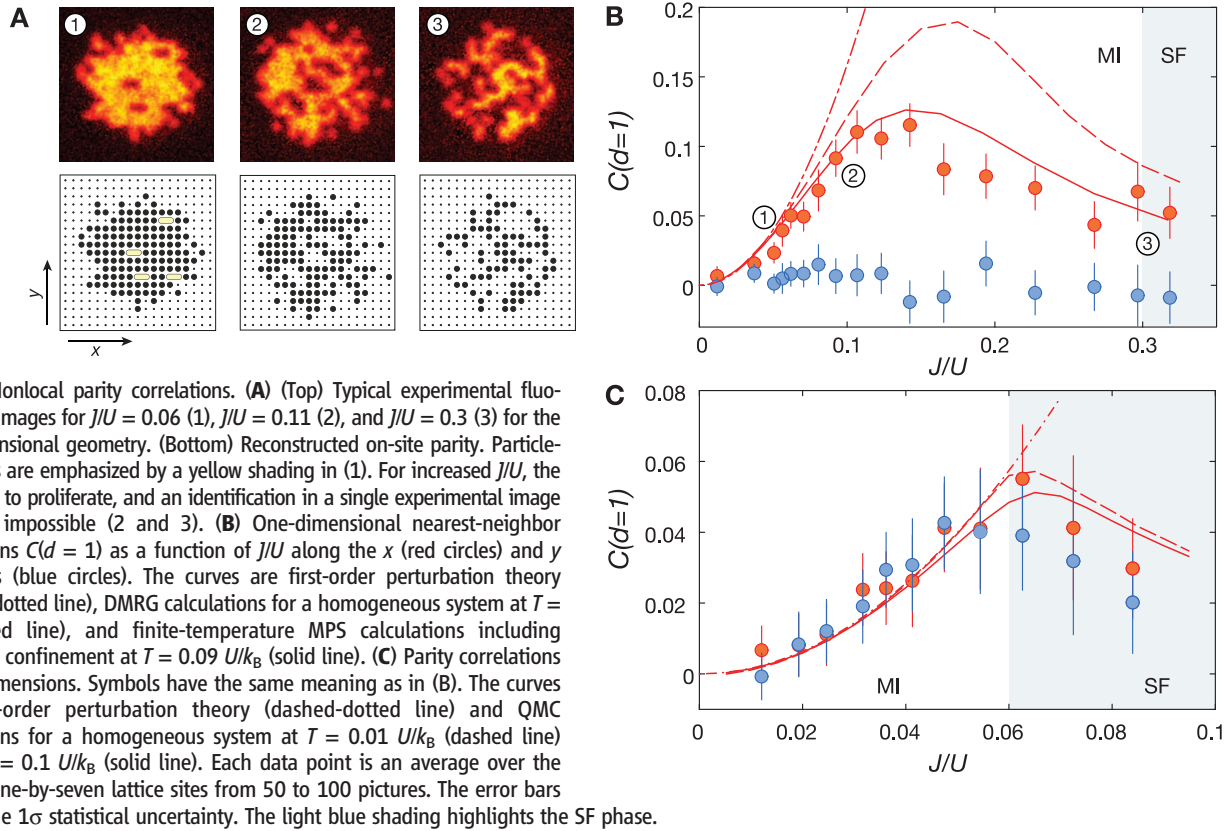 A
1
2
3
y
x
B
0.2
0.15
0.1
0.05
0
C(d=1)
MI
SF
1
2
3
0
0.1
0.2
0.3
J/U
C
0.08
0.06
0.04
0.02
0
C(d=1)
MI
SF
0
0.02
0.04
0.06
0.08
0.1
J/U
onlocal parity correlations. (A) (Top) Typical experimental fluo-
mages for J/U = 0.06 (1), J/U = 0.11 (2), and J/U = 0.3 (3) for the
nsional geometry. (Bottom) Reconstructed on-site parity. Particle-
s are emphasized by a yellow shading in (1). For increased J/U, the
to proliferate, and an identification in a single experimental image
impossible (2 and 3). (B) One-dimensional nearest-neighbor
ns C(d = 1) as a function of J/U along the x (red circles) and y
s (blue circles). The curves are first-order perturbation theory
dotted line), DMRG calculations for a homogeneous system at T =
ed line), and finite-temperature MPS calculations including
confinement at T = 0.09 U/kB (solid line). (C) Parity correlations
mensions. Symbols have the same meaning as in (B). The curves
-order perturbation theory (dashed-dotted line) and QMC
ns for a homogeneous system at T = 0.01 U/kB (dashed line)
= 0.1 U/kB (solid line). Each data point is an average over the
ne-by-seven lattice sites from 50 to 100 pictures. The error bars
e 1σ statistical uncertainty. The light blue shading highlights the SF phase.